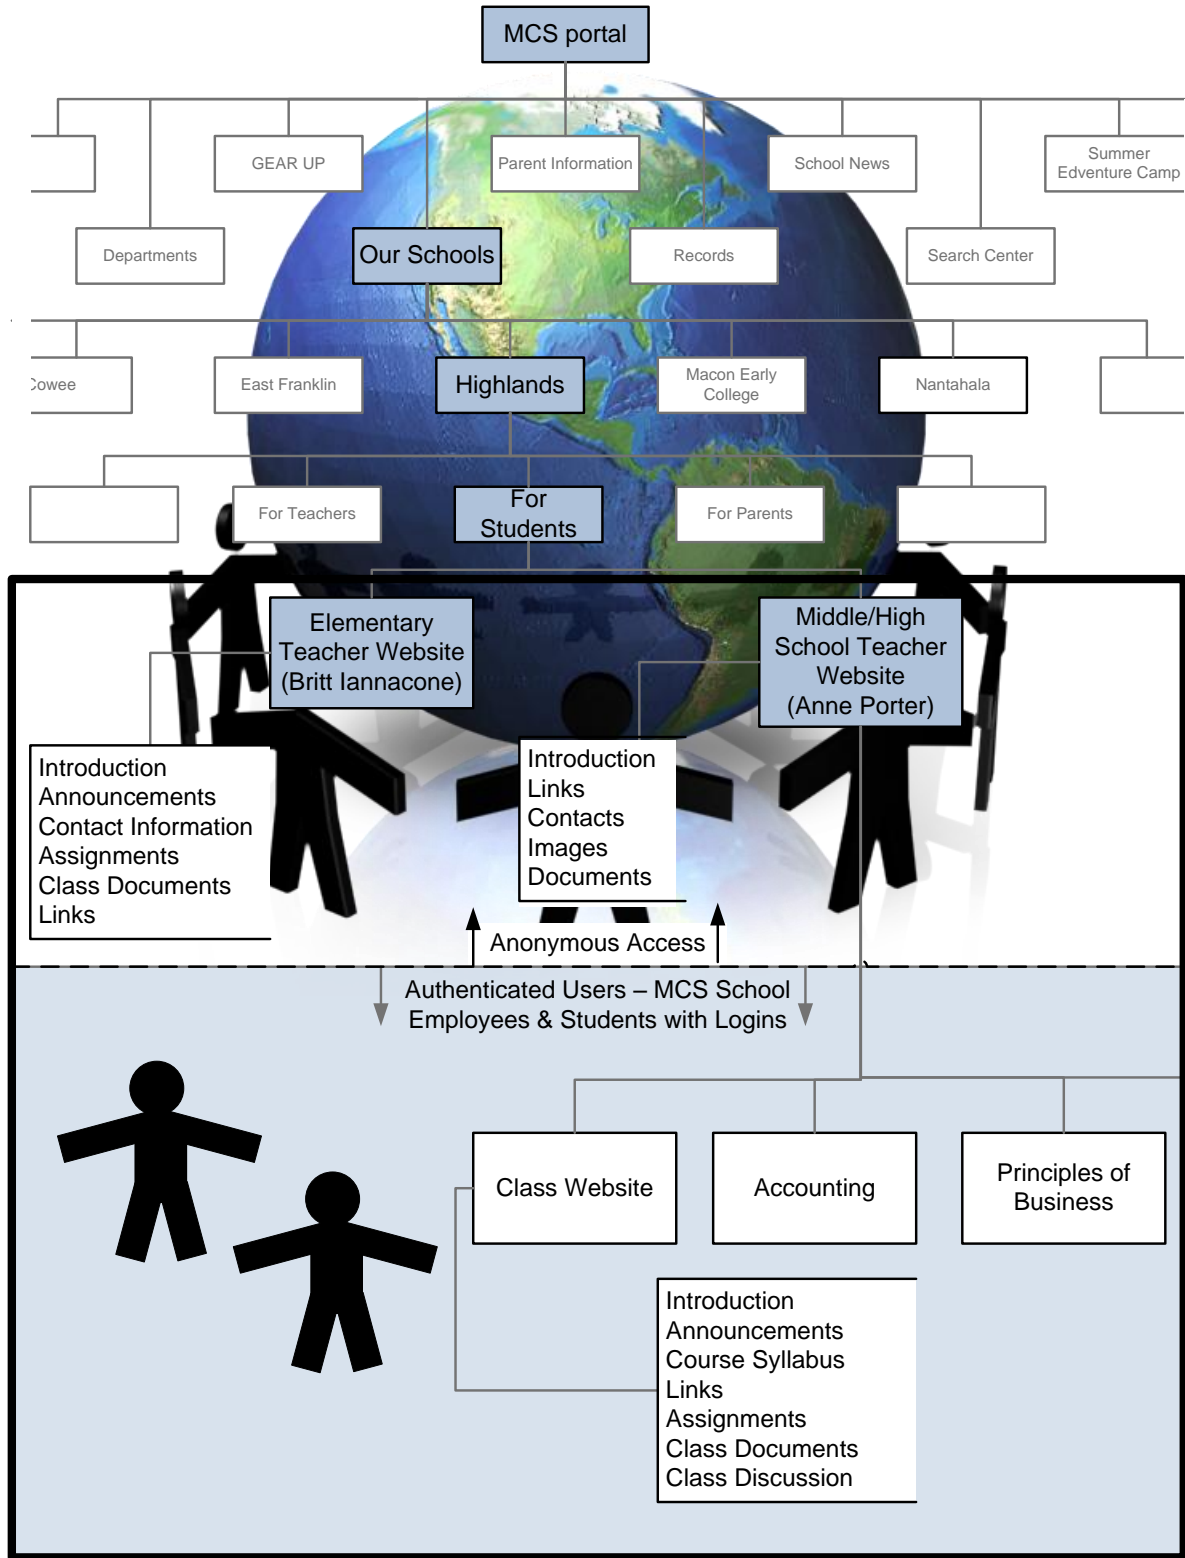 MCS portal
GEAR UP
Parent Information
School News
Summer
Edventure Camp
Departments
Our Schools
Records
Search Center
Cowee
East Franklin
Highlands
Macon Early
College
Nantahala
For Teachers
For
Students
For Parents
Elementary
Teacher Website
(Britt Iannacone)
Middle/High
School Teacher
Website
(Anne Porter)
Introduction
Announcements
Contact Information
Assignments
Class Documents
Links
Introduction
Links
Contacts
Images
Documents
Anonymous Access
Authenticated Users – MCS School
Employees & Students with Logins
Class Website
Accounting
Principles of
Business
Introduction
Announcements
Course Syllabus
Links
Assignments
Class Documents
Class Discussion